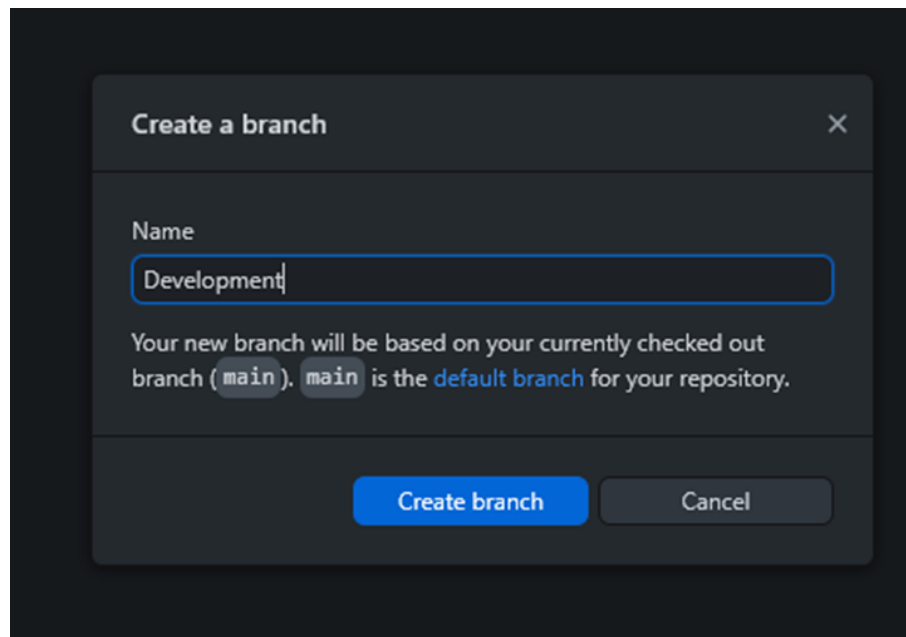 Create a branch
Name
Development
Your new branch will be based on your currently checked out
branch (main). main is the default branch for your repository.
Create branch
Cancel